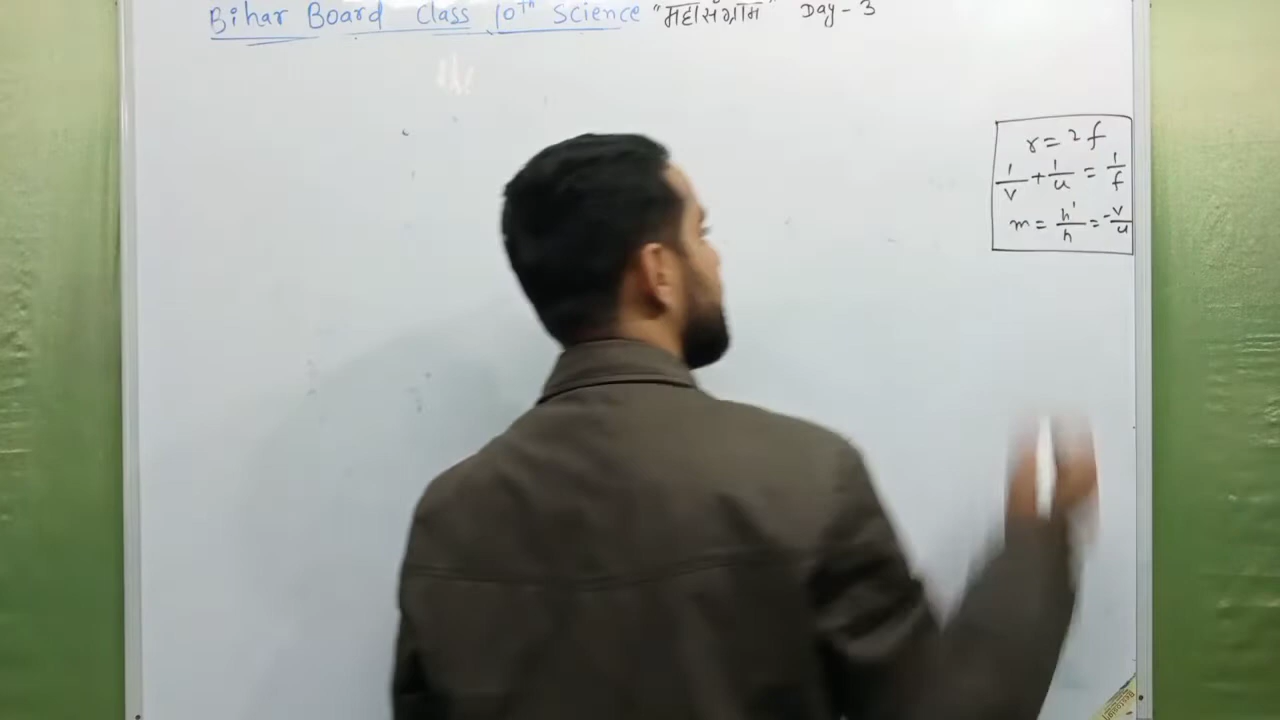 Bihar Board Class 10th Science "महासंग्राम" Day - 3
r = 2f
1/v + 1/u = 1/f
m = h'/h = -v/u